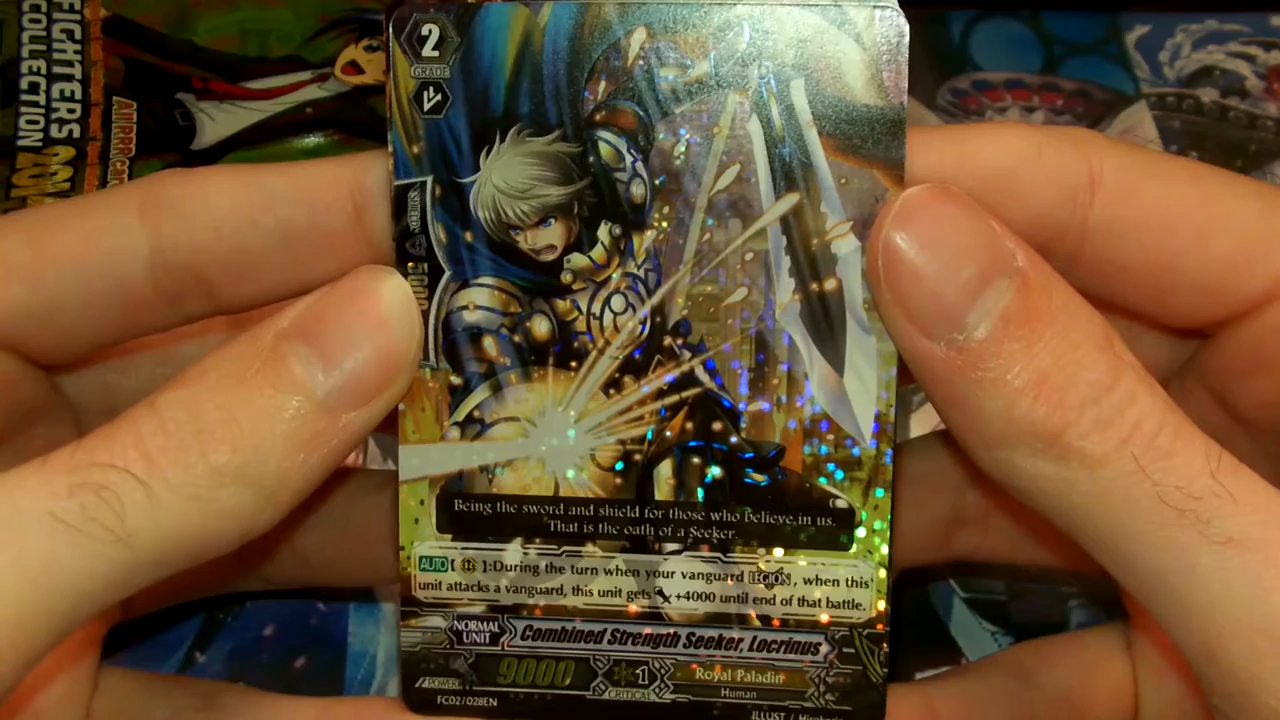 FIGHTERS
COLLECTION
2
GRADE
SHIELD
5000
Being the sword and shield for those who believe in us.
That is the oath of a Seeker.
AUTO【 】:During the turn when your vanguard LEGION, when this
unit attacks a vanguard, this unit gets +4000 until end of that battle.
NORMAL
UNIT
Combined Strength Seeker, Locrinus
POWER
9000
1
CRITICAL
Royal Paladin
Human
FC02/028EN
ILLUST /